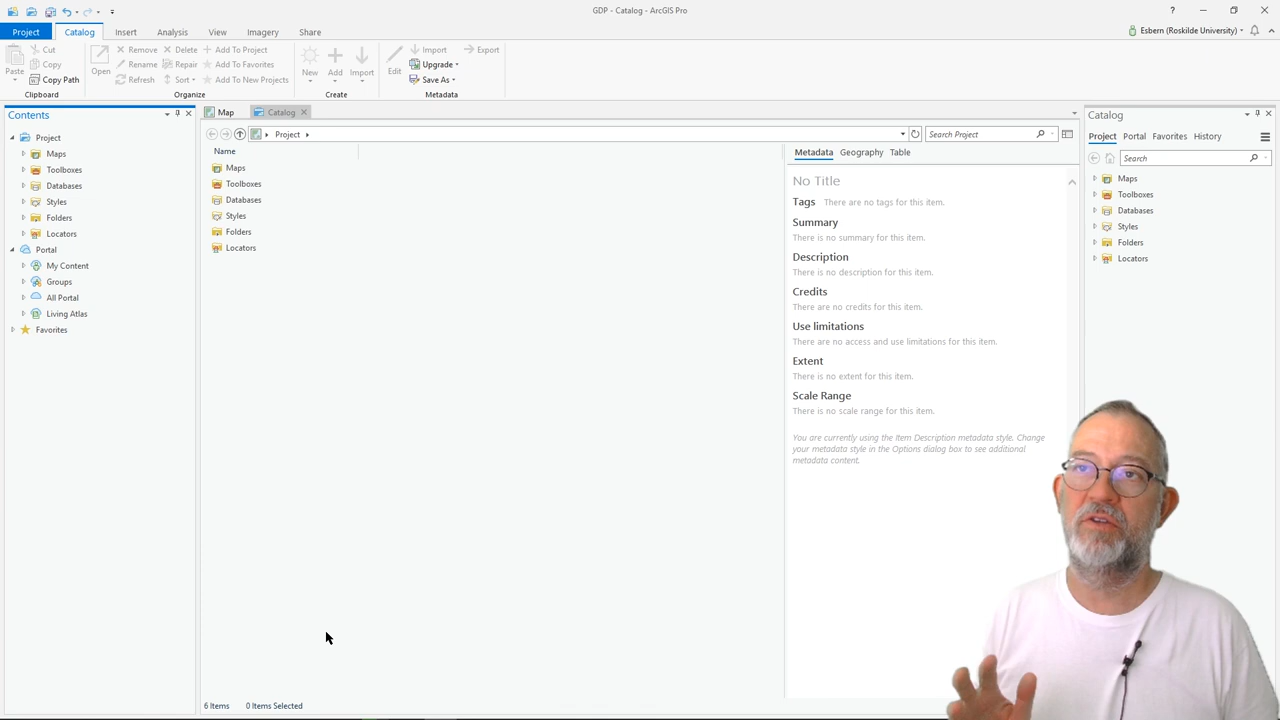 GDP - Catalog - ArcGIS Pro
?
Project Catalog Insert Analysis View Imagery Share
Esbern (Roskilde University)
Paste
Cut
Copy
Copy Path
Clipboard
Open
Remove Delete Add To Project
Rename Repair Add To Favorites
Refresh Sort Add To New Projects
Organize
New Add Import
Create
Edit
Import Export
Upgrade
Save As
Metadata
Contents
Project
Maps
Toolboxes
Databases
Styles
Folders
Locators
Portal
My Content
Groups
All Portal
Living Atlas
Favorites
Map Catalog
Project
Search Project
Name
Maps
Toolboxes
Databases
Styles
Folders
Locators
6 Items 0 Items Selected
Metadata Geography Table
No Title
Tags There are no tags for this item.
Summary
There is no summary for this item.
Description
There is no description for this item.
Credits
There are no credits for this item.
Use limitations
There are no access and use limitations for this item.
Extent
There is no extent for this item.
Scale Range
There is no scale range for this item.
You are currently using the Item Description metadata style. Change
your metadata style in the Options dialog box to see additional
metadata content.
Catalog
Project Portal Favorites History
Search
Maps
Toolboxes
Databases
Styles
Folders
Locators